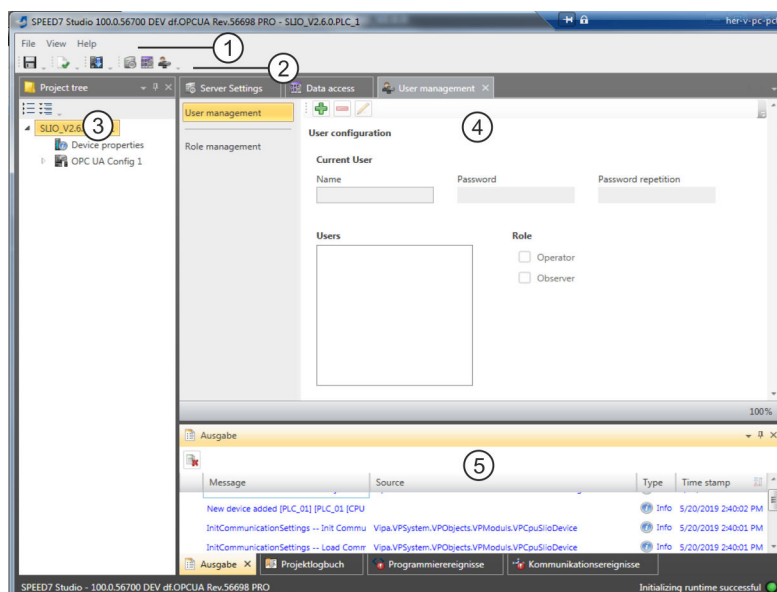 SPEED7 Studio 100.0.56700 DEV df.OPCUA Rev.56698 PRO - SLIO_V2.6.0.PLC_1
her-v-pc-pcl
File View Help
1
2
Project tree
Server Settings
Data access
User management
3
SLIO_V2.6
Device properties
OPC UA Config 1
User management
Role management
4
User configuration
Current User
Name
Password
Password repetition
Users
Role
Operator
Observer
100%
Ausgabe
5
Message
Source
Type
Time stamp
Info
New device added [PLC_01] [PLC_01 [CPU
Info 5/20/2019 2:40:02 PM
InitCommunicationSettings -- Init Commu Vipa.VPSystem.VPObjects.VPModuls.VPCpuSlioDevice Info 5/20/2019 2:40:01 PM
InitCommunicationSettings -- Load Comm Vipa.VPSystem.VPObjects.VPModuls.VPCpuSlioDevice Info 5/20/2019 2:40:01 PM
Ausgabe
Projektlogbuch
Programmierereignisse
Kommunikationsereignisse
SPEED7 Studio - 100.0.56700 DEV df.OPCUA Rev.56698 PRO
Initializing runtime successful